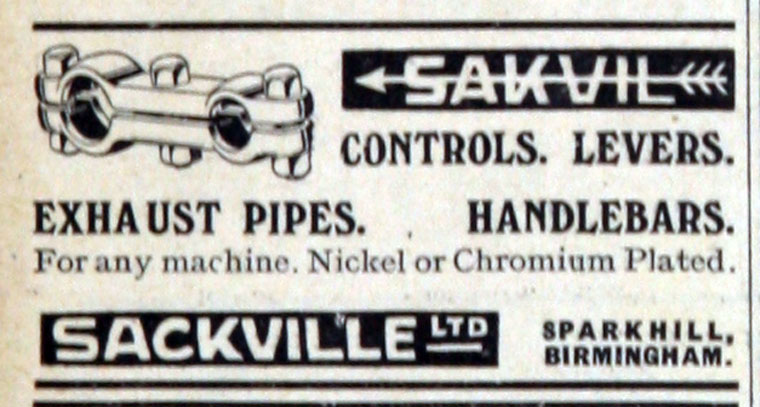 SAKVIL
CONTROLS. LEVERS.
EXHAUST PIPES. HANDLEBARS.
For any machine. Nickel or Chromium Plated.
SACKVILLE LTD
SPARKHILL,
BIRMINGHAM.